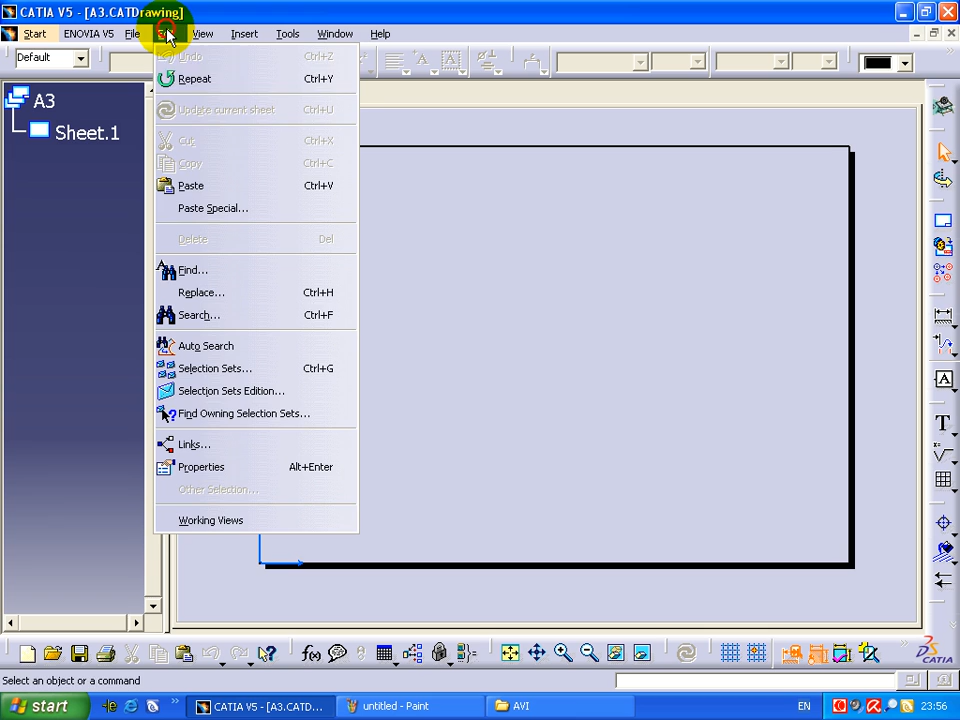 CATIA V5 - [A3.CATDrawing]
Start ENOVIA V5 File View Insert Tools Window Help
Default
Undo Ctrl+Z
Repeat Ctrl+Y
Update current sheet Ctrl+U
Cut Ctrl+X
Copy Ctrl+C
Paste Ctrl+V
Paste Special...
Delete Del
Find...
Replace... Ctrl+H
Search... Ctrl+F
Auto Search
Selection Sets... Ctrl+G
Selection Sets Edition...
Find Owning Selection Sets...
Links...
Properties Alt+Enter
Other Selection...
Working Views
A3
Sheet.1
CATIA
Select an object or a command
start
CATIA V5 - [A3.CATD...
untitled - Paint
AVI
EN
23:56